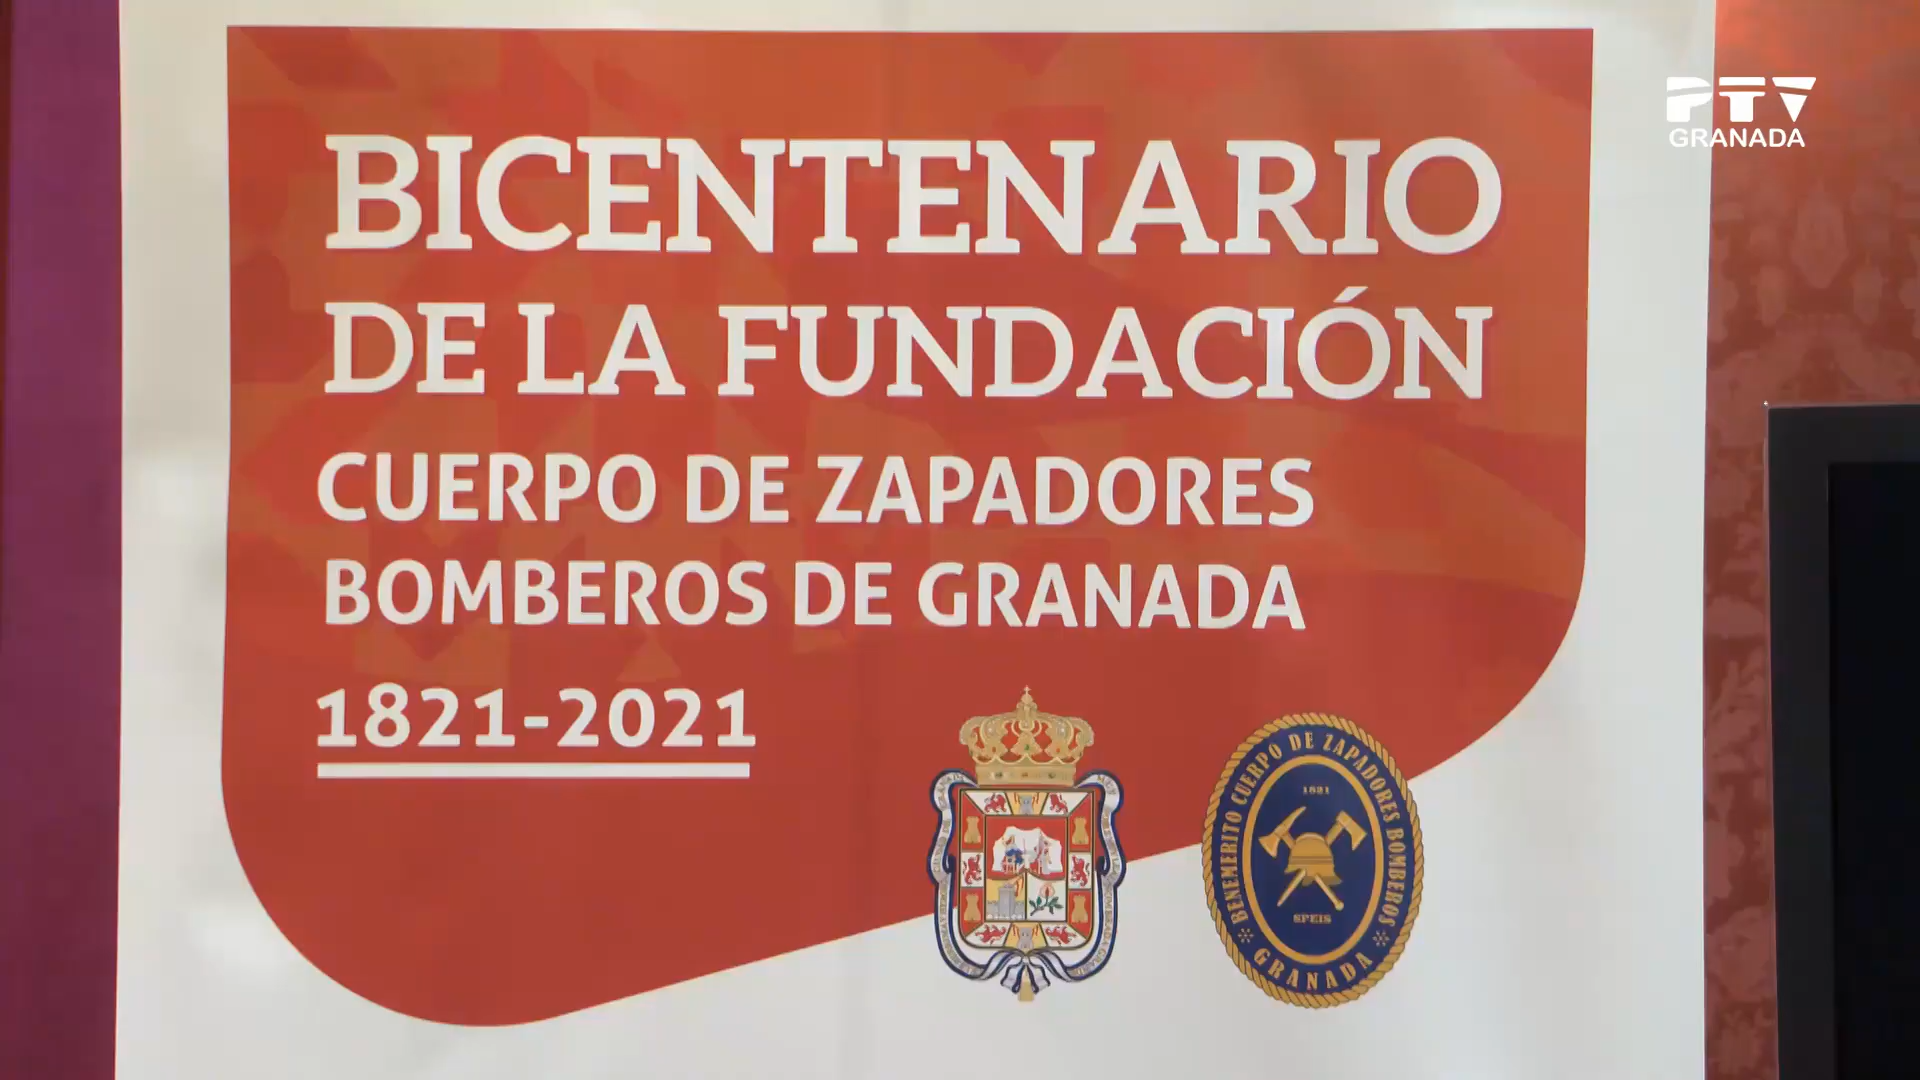 PTV
GRANADA
BICENTENARIO
DE LA FUNDACIÓN
CUERPO DE ZAPADORES
BOMBEROS DE GRANADA
1821-2021
BENEMERITO CUERPO DE ZAPADORES BOMBEROS
1821
SPEIS
GRANADA